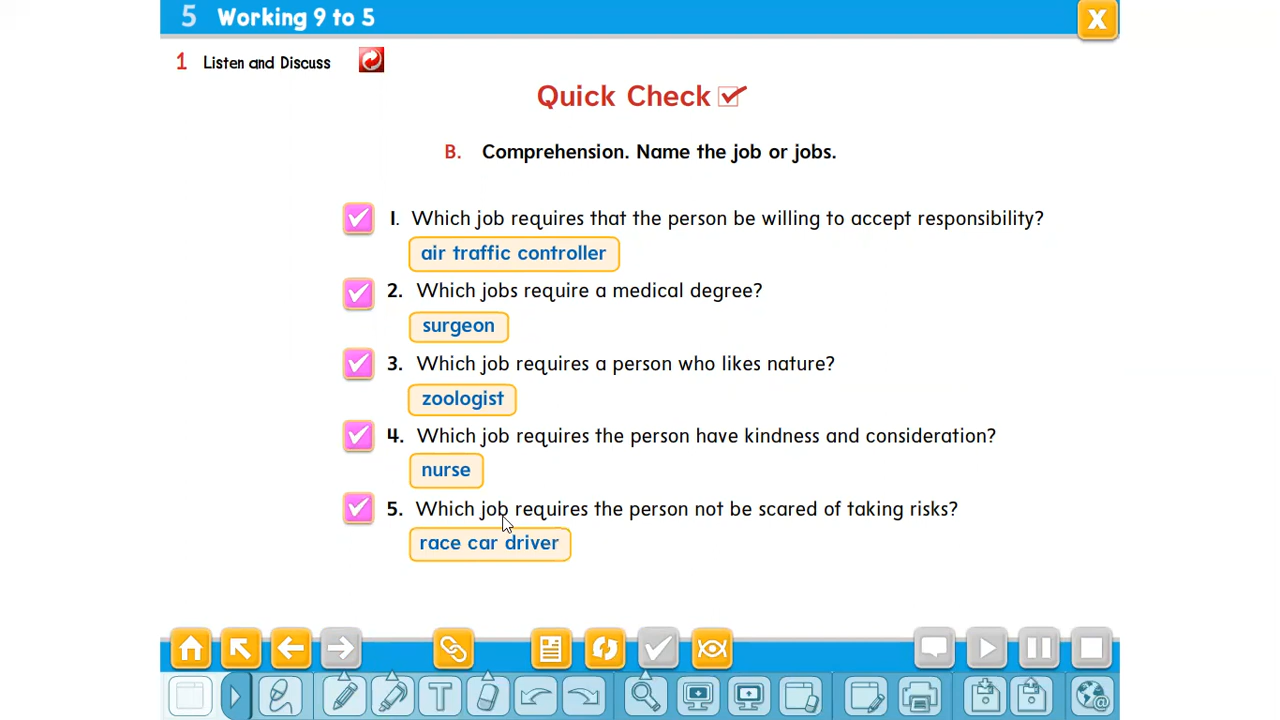 5 Working 9 to 5
X
1 Listen and Discuss
Quick Check
B. Comprehension. Name the job or jobs.
1. Which job requires that the person be willing to accept responsibility?
air traffic controller
2. Which jobs require a medical degree?
surgeon
3. Which job requires a person who likes nature?
zoologist
4. Which job requires the person have kindness and consideration?
nurse
5. Which job requires the person not be scared of taking risks?
race car driver
T
@